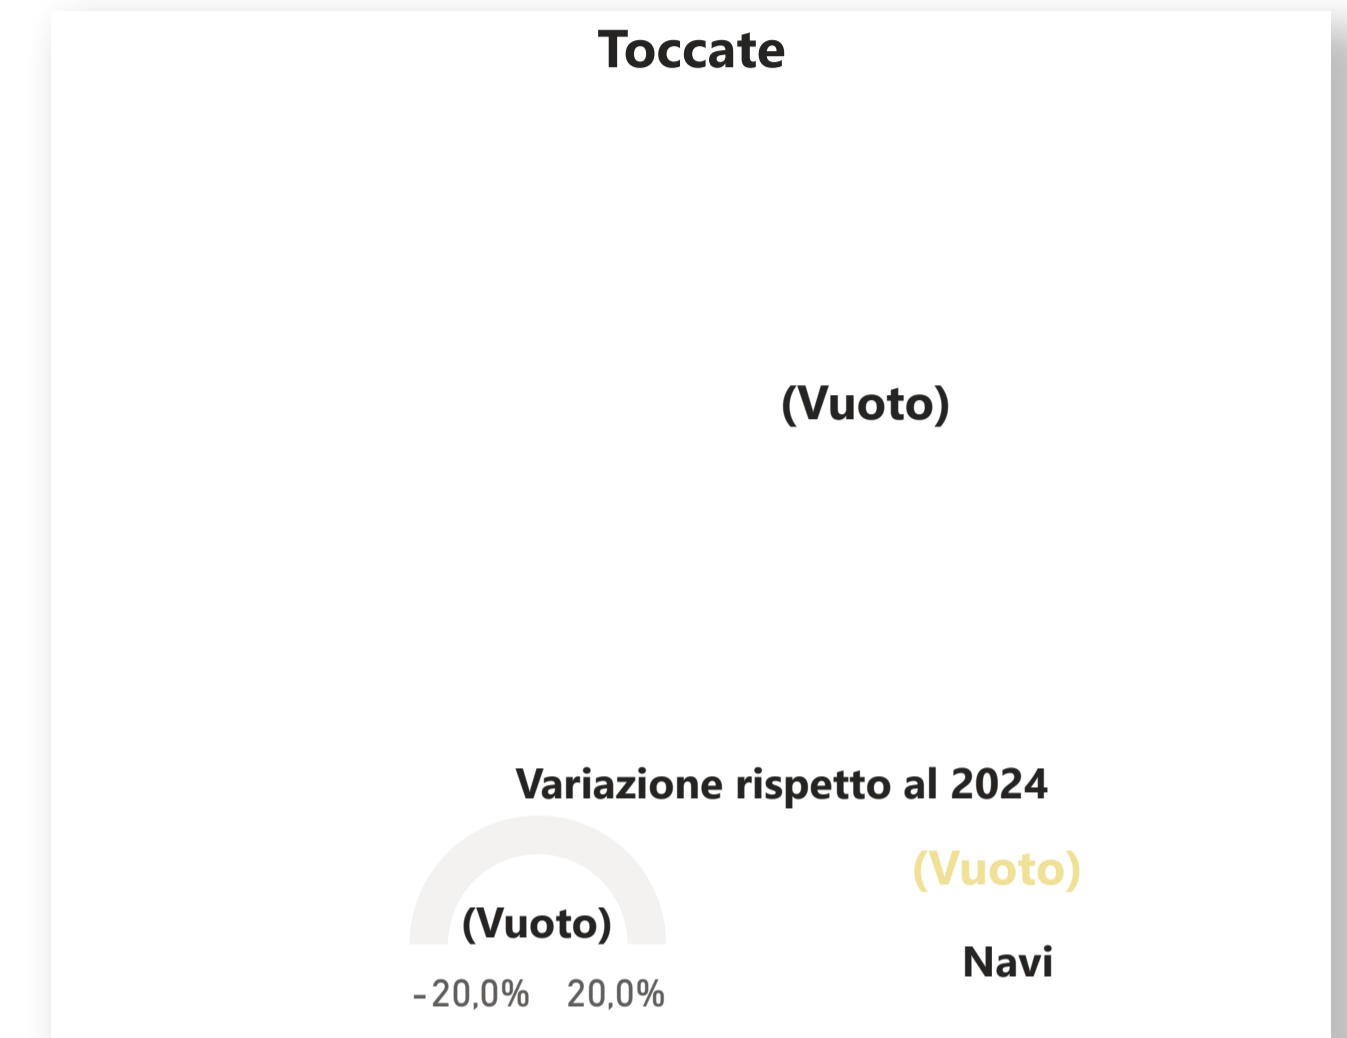 Toccate
(Vuoto)
Variazione rispetto al 2024
(Vuoto)
(Vuoto)
Navi
-20,0% 20,0%